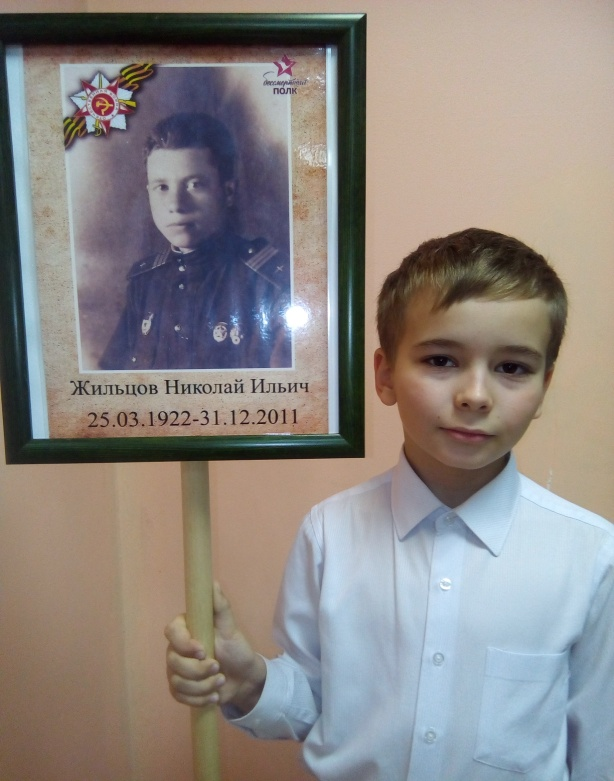 бессмертный
ПОЛК
Жильцов Николай Ильич
25.03.1922-31.12.2011